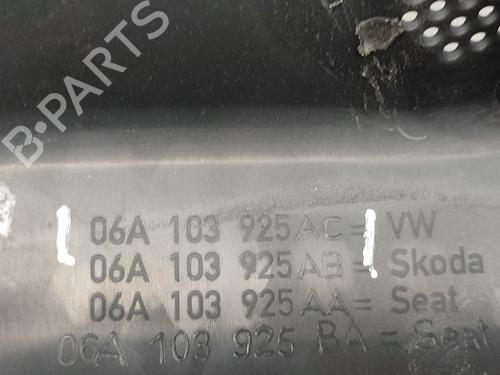 B-PARTS
06A 103 925 AC = VW
06A 103 925 AB = Skoda
06A 103 925 AA = Seat
06A 103 925 BA = Seat